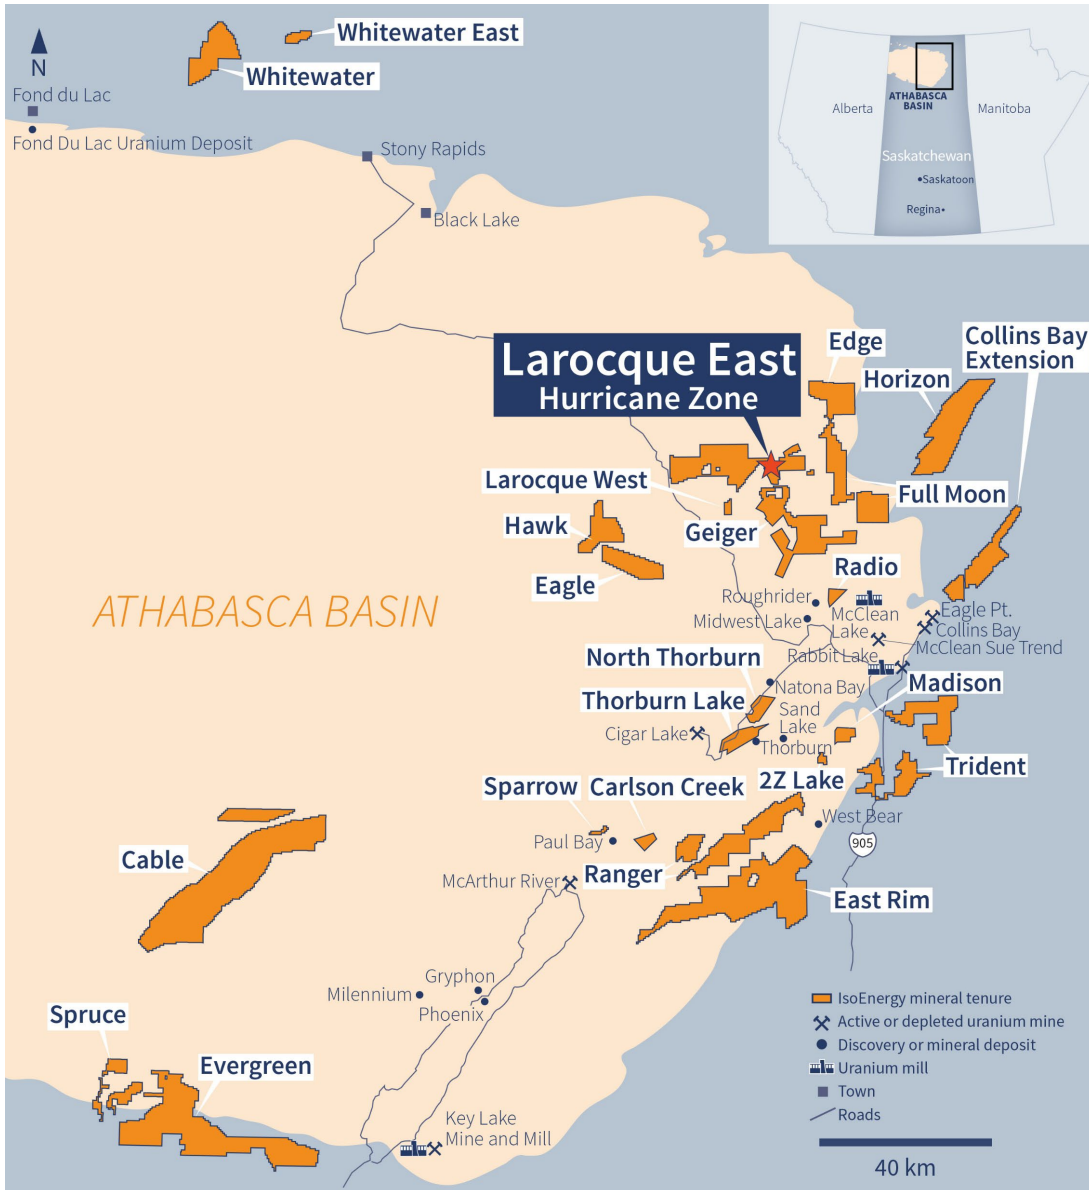 Whitewater East
Whitewater
N
Fond du Lac
Fond Du Lac Uranium Deposit
Stony Rapids
Black Lake
ATHABASCA
BASIN
Alberta
Manitoba
Saskatchewan
Saskatoon
Regina
Larocque East
Hurricane Zone
Edge
Horizon
Collins Bay
Extension
Larocque West
Full Moon
Hawk
Geiger
Eagle
Radio
ATHABASCA BASIN
Roughrider
McClean
Lake
Midwest Lake
Eagle Pt.
Collins Bay
McClean Sue Trend
Rabbit Lake
North Thorburn
Natona Bay
Madison
Thorburn Lake
Sand
Lake
Cigar Lake
Thorburn
Trident
2Z Lake
Sparrow
Carlson Creek
West Bear
Paul Bay
905
Cable
McArthur River
Ranger
East Rim
Gryphon
Milennium
Phoenix
Spruce
Evergreen
Key Lake
Mine and Mill
IsoEnergy mineral tenure
Active or depleted uranium mine
Discovery or mineral deposit
Uranium mill
Town
Roads
40 km